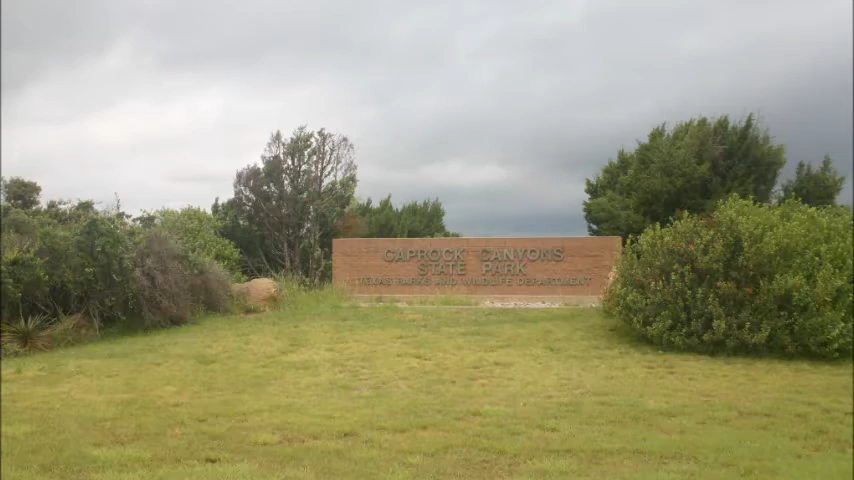 CAPROCK CANYONS
STATE PARK
TEXAS PARKS AND WILDLIFE DEPARTMENT